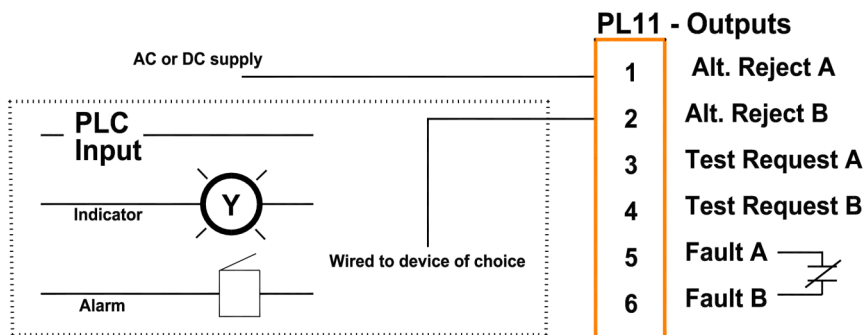 PL11 - Outputs
AC or DC supply
1 Alt. Reject A
PLC
Input
2 Alt. Reject B
3 Test Request A
Indicator
Y
4 Test Request B
Wired to device of choice
5 Fault A
Alarm
6 Fault B